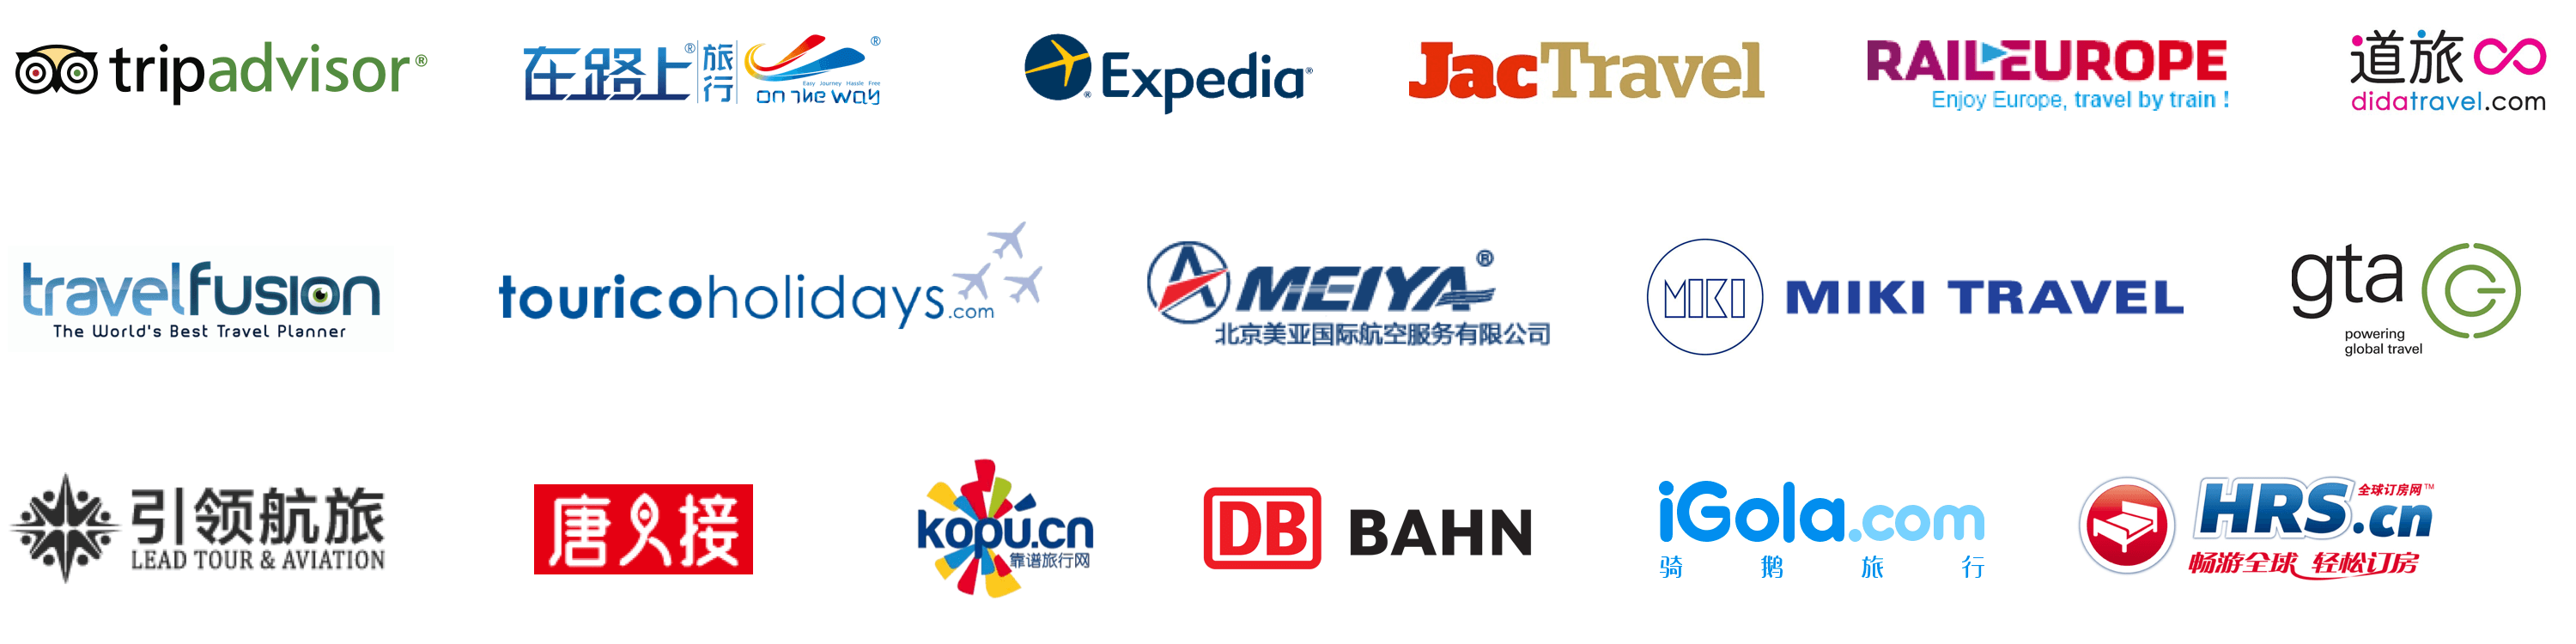 tripadvisor®
在路上® 旅行 ®
Easy Journey Hassle Free
on The Way
Expedia®
®
JacTravel
RAILEUROPE
Enjoy Europe, travel by train !
道旅
didatravel.com
travelfusion
The World's Best Travel Planner
touricoholidays.com
MEIYA®
北京美亚国际航空服务有限公司
MIKI
MIKI TRAVEL
gta
powering
global travel
引领航旅
LEAD TOUR & AVIATION
唐人接
kopu.cn
靠谱旅行网
DB BAHN
iGola.com
骑鹅旅行
HRS.cn
全球订房网™
畅游全球 轻松订房